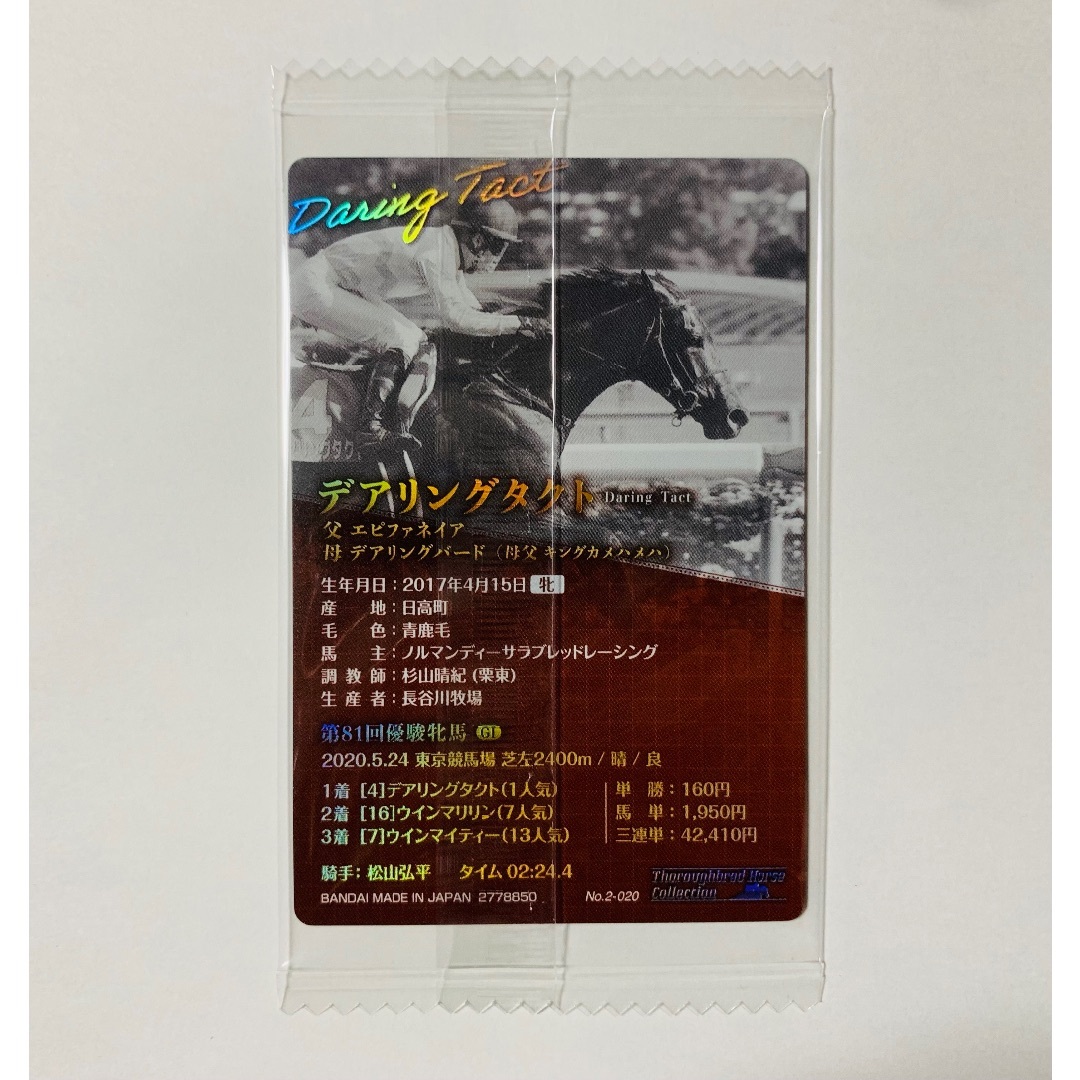 Daring Tact
4
デアリングタクト Daring Tact
父 エピファネイア
母 デアリングバード（母父 キングカメハメハ）
生年月日：2017年4月15日 牝
産地：日高町
毛色：青鹿毛
馬主：ノルマンディーサラブレッドレーシング
調教師：杉山晴紀 (栗東)
生産者：長谷川牧場
第81回優駿牝馬 GI
2020.5.24 東京競馬場 芝左2400m / 晴 / 良
1着 [4]デアリングタクト(1人気) 単勝：160円
2着 [16]ウインマリリン(7人気) 馬単：1,950円
3着 [7]ウインマイティー(13人気) 三連単：42,410円
騎手：松山弘平 タイム 02:24.4
BANDAI MADE IN JAPAN 2778850 No.2-020
Thoroughbred Horse
Collection